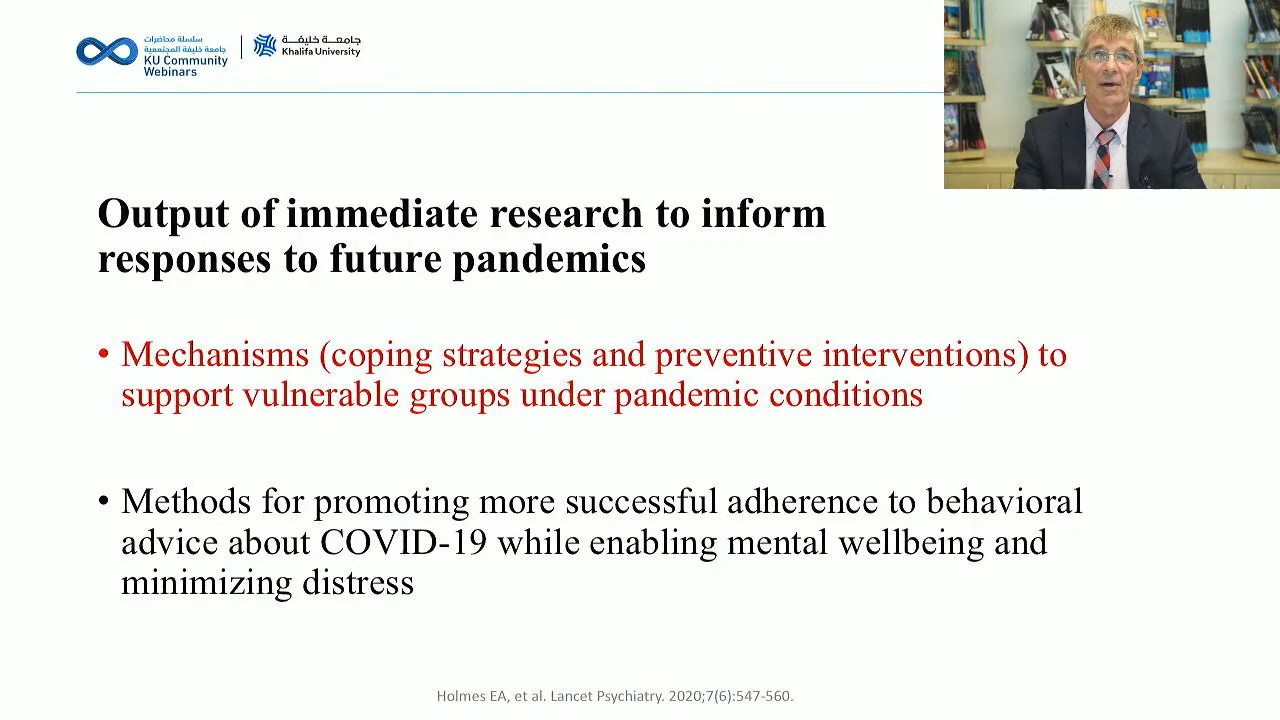 سلسلة محاضرات
جامعة خليفة المجتمعية
KU Community
Webinars
جامعـة خليفـة
Khalifa University
Output of immediate research to inform
responses to future pandemics
• Mechanisms (coping strategies and preventive interventions) to
support vulnerable groups under pandemic conditions
• Methods for promoting more successful adherence to behavioral
advice about COVID-19 while enabling mental wellbeing and
minimizing distress
Holmes EA, et al. Lancet Psychiatry. 2020;7(6):547-560.